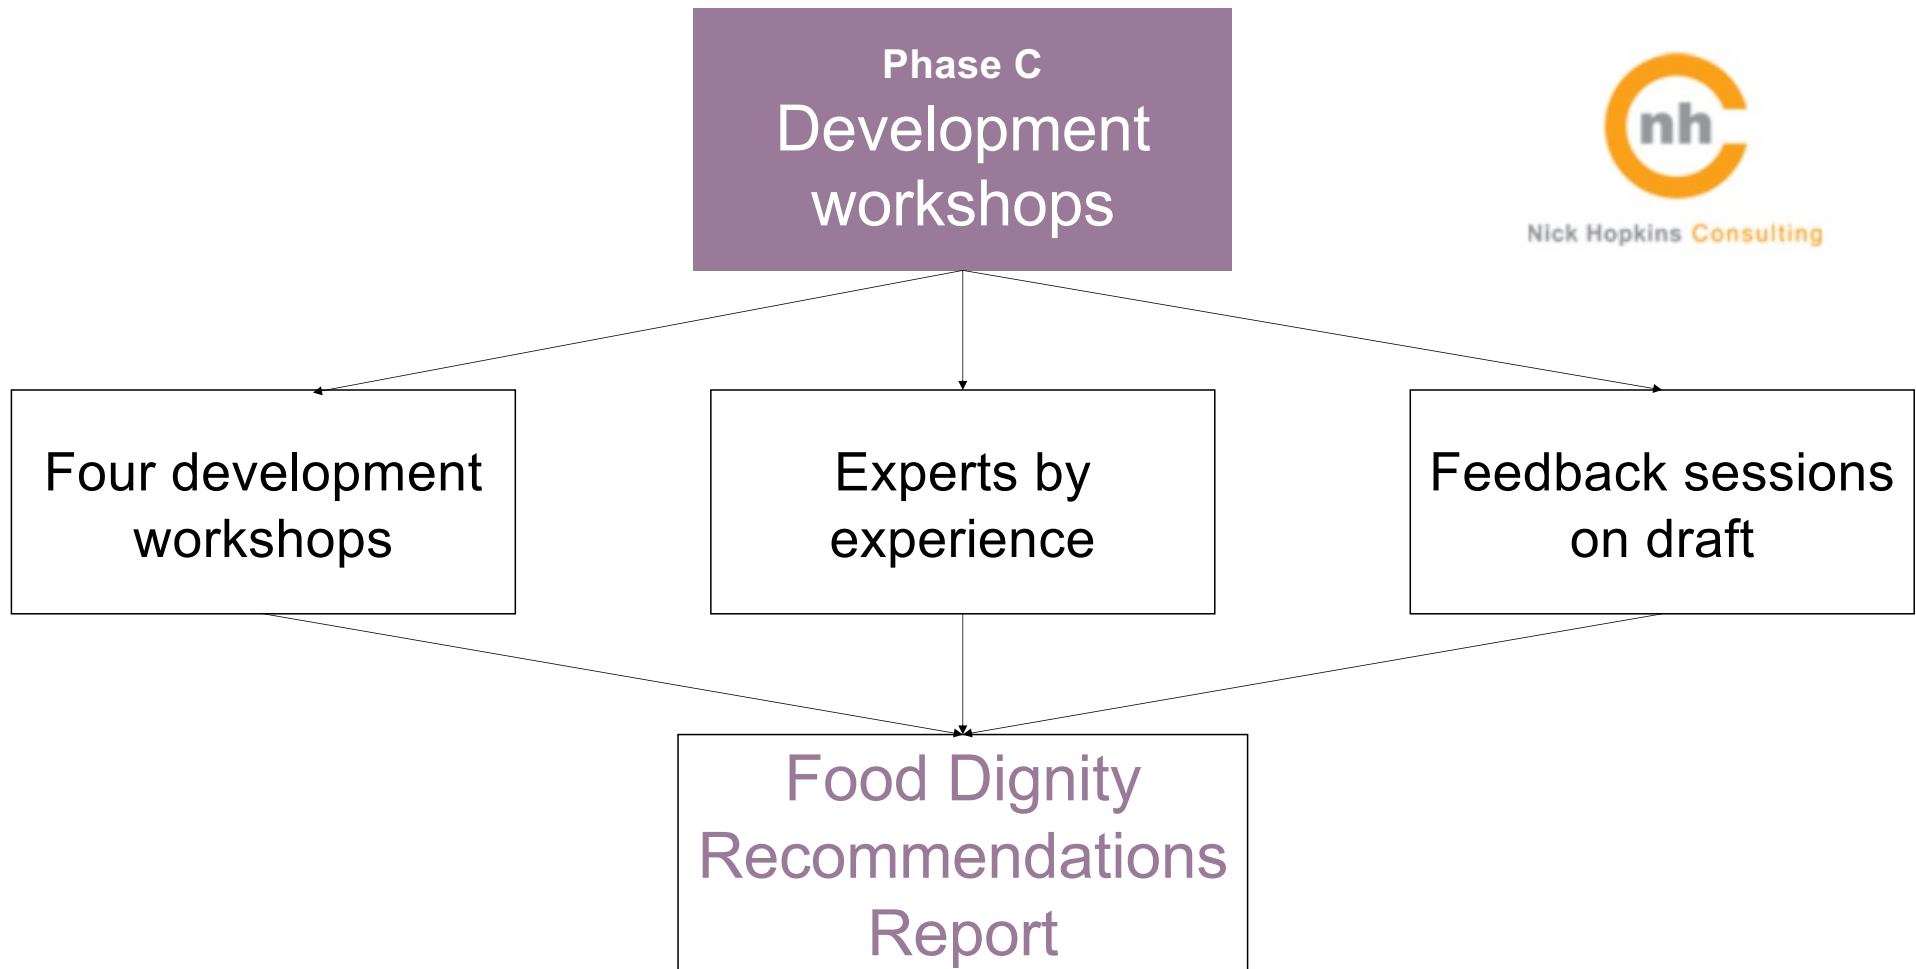 Phase C
Development
workshops
nh
Nick Hopkins Consulting
Four development
workshops
Experts by
experience
Feedback sessions
on draft
Food Dignity
Recommendations
Report